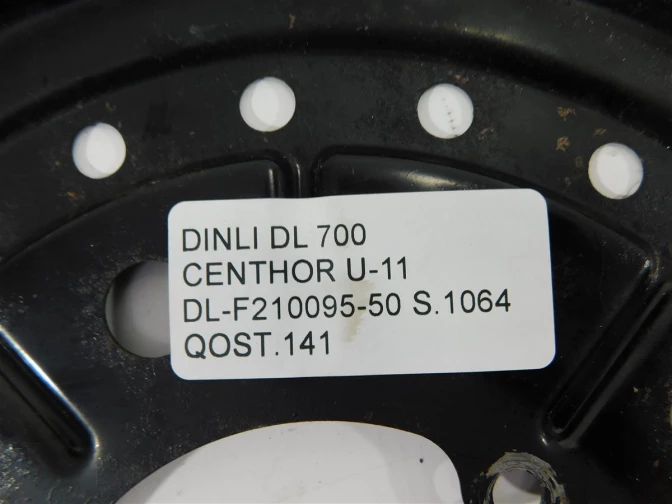 DINLI DL 700
CENTHOR U-11
DL-F210095-50 S.1064
QOST.141